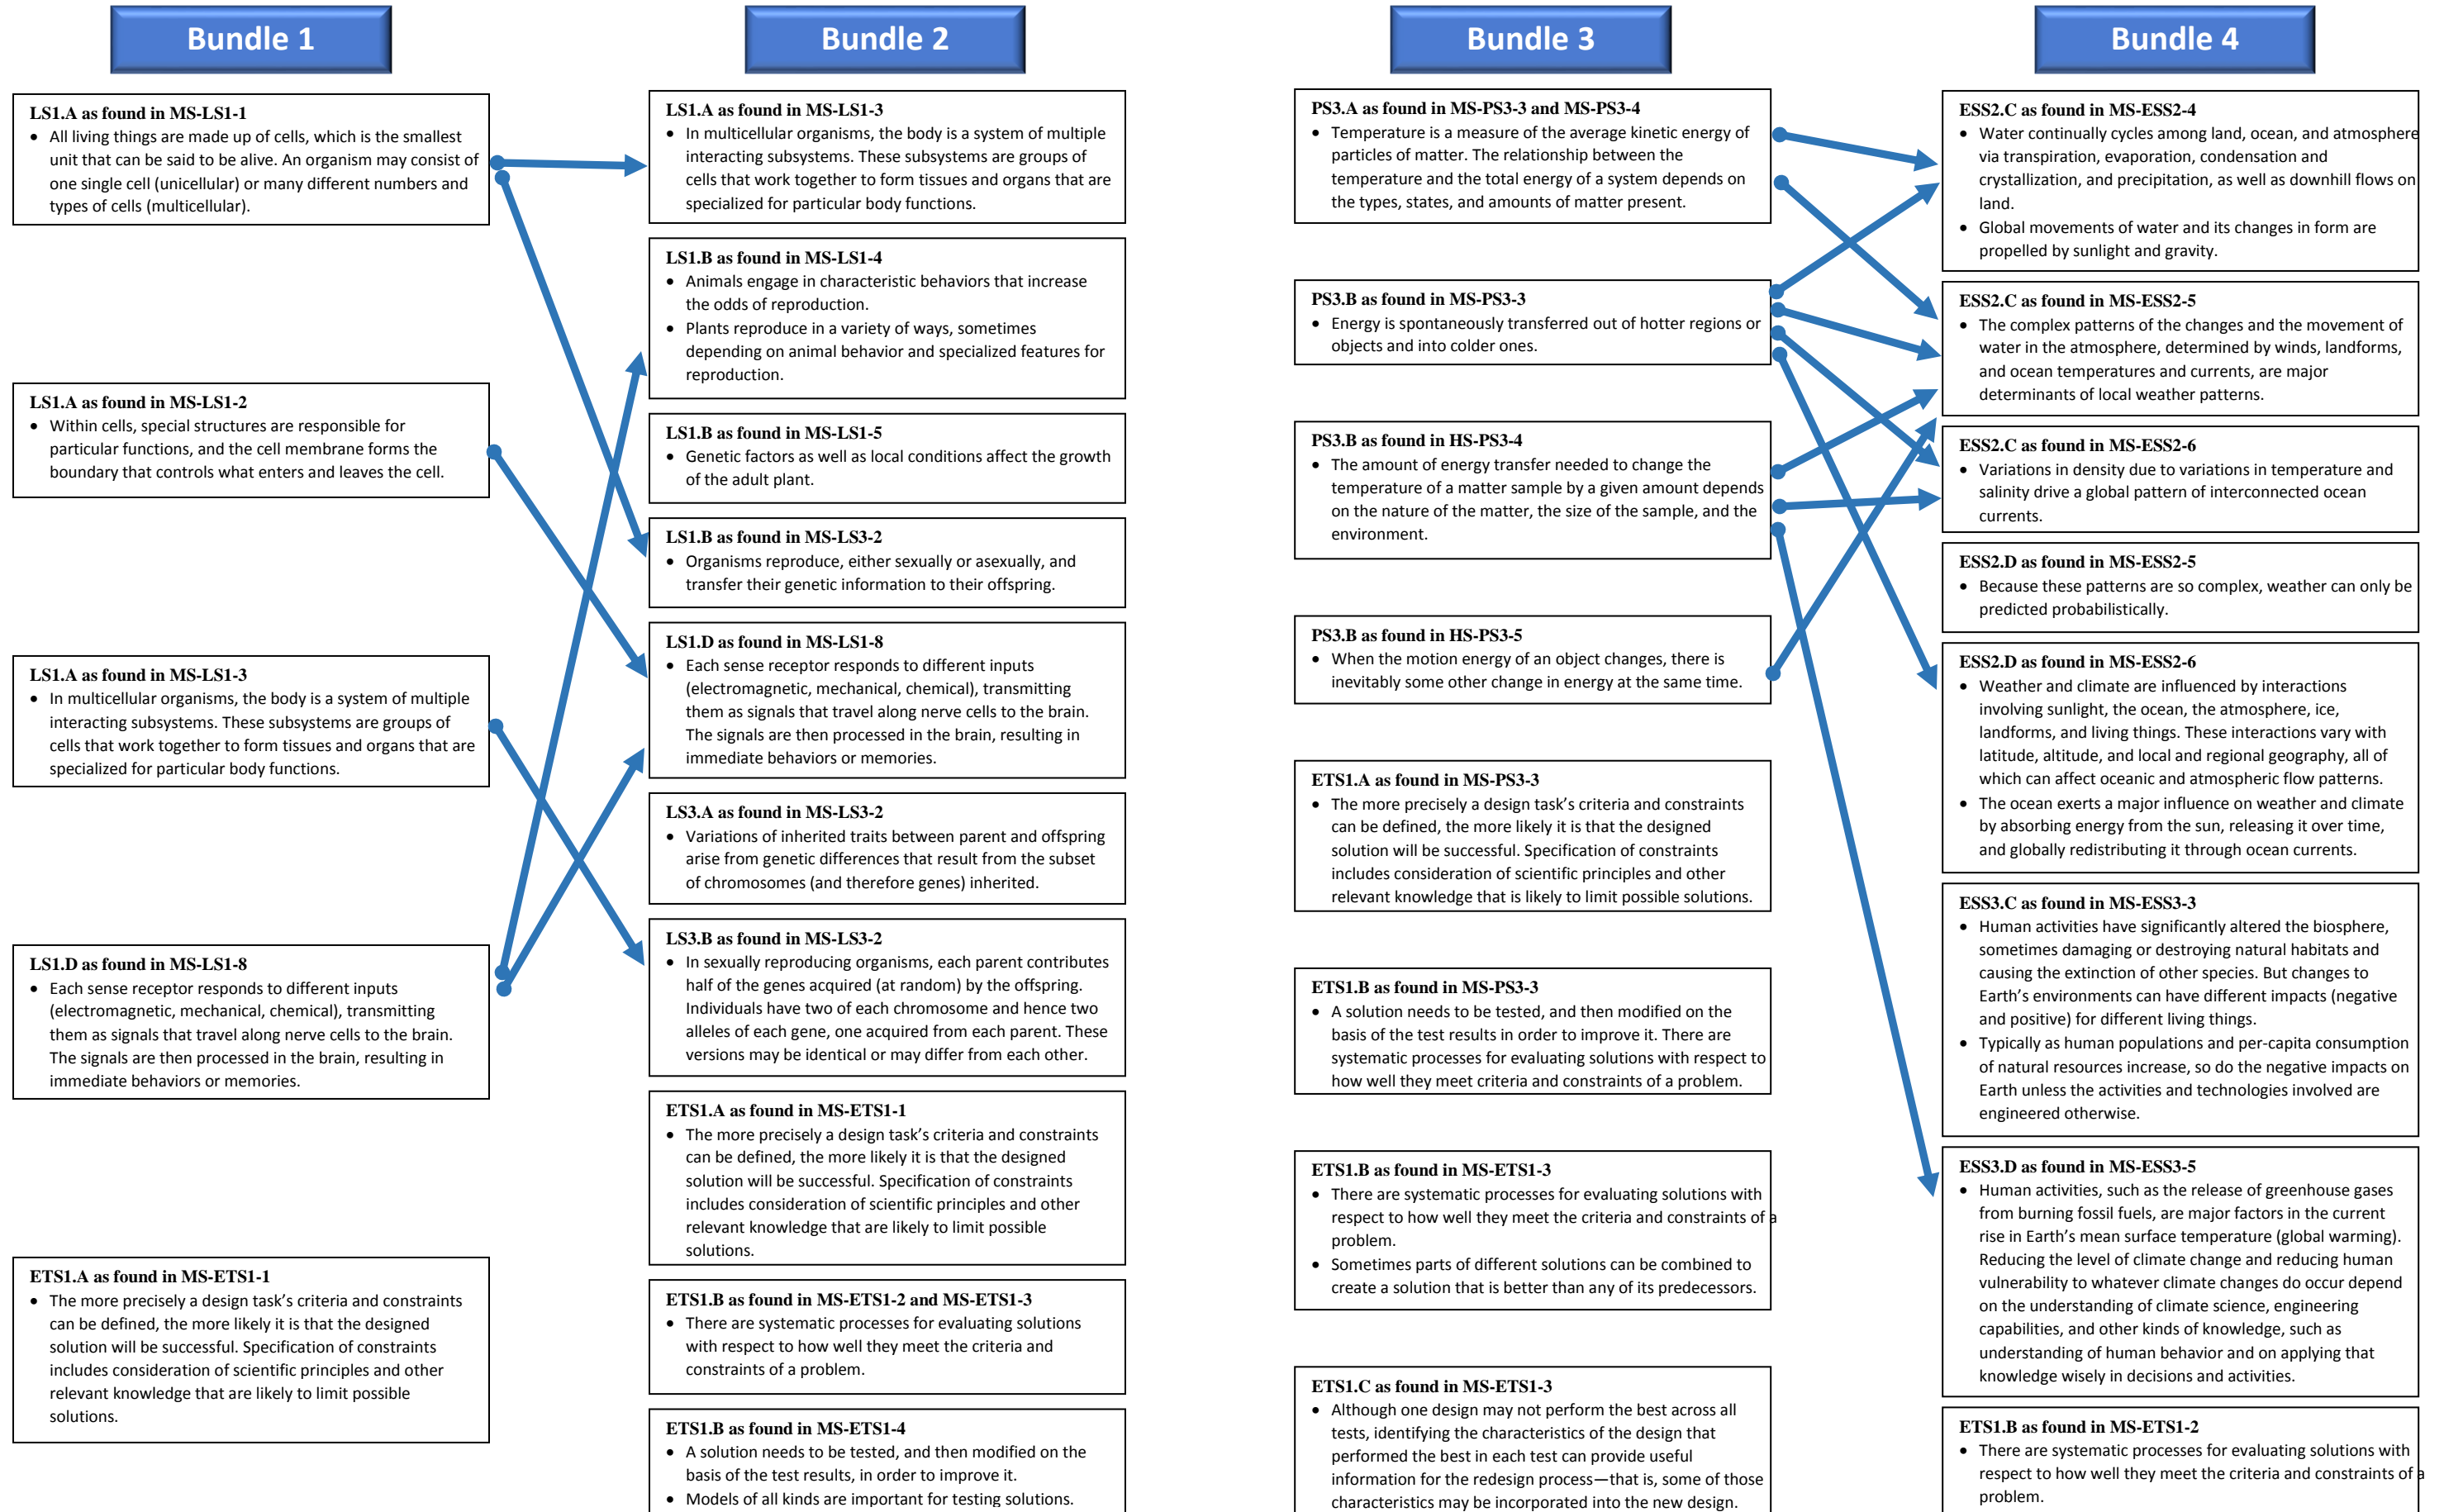 Bundle 1
LS1.A as found in MS-LS1-1
• All living things are made up of cells, which is the smallest
unit that can be said to be alive. An organism may consist of
one single cell (unicellular) or many different numbers and
types of cells (multicellular).
LS1.A as found in MS-LS1-2
• Within cells, special structures are responsible for
particular functions, and the cell membrane forms the
boundary that controls what enters and leaves the cell.
LS1.A as found in MS-LS1-3
• In multicellular organisms, the body is a system of multiple
interacting subsystems. These subsystems are groups of
cells that work together to form tissues and organs that are
specialized for particular body functions.
LS1.D as found in MS-LS1-8
• Each sense receptor responds to different inputs
(electromagnetic, mechanical, chemical), transmitting
them as signals that travel along nerve cells to the brain.
The signals are then processed in the brain, resulting in
immediate behaviors or memories.
ETS1.A as found in MS-ETS1-1
• The more precisely a design task’s criteria and constraints
can be defined, the more likely it is that the designed
solution will be successful. Specification of constraints
includes consideration of scientific principles and other
relevant knowledge that are likely to limit possible
solutions.
Bundle 2
LS1.A as found in MS-LS1-3
• In multicellular organisms, the body is a system of multiple
interacting subsystems. These subsystems are groups of
cells that work together to form tissues and organs that are
specialized for particular body functions.
LS1.B as found in MS-LS1-4
• Animals engage in characteristic behaviors that increase
the odds of reproduction.
• Plants reproduce in a variety of ways, sometimes
depending on animal behavior and specialized features for
reproduction.
LS1.B as found in MS-LS1-5
• Genetic factors as well as local conditions affect the growth
of the adult plant.
LS1.B as found in MS-LS3-2
• Organisms reproduce, either sexually or asexually, and
transfer their genetic information to their offspring.
LS1.D as found in MS-LS1-8
• Each sense receptor responds to different inputs
(electromagnetic, mechanical, chemical), transmitting
them as signals that travel along nerve cells to the brain.
The signals are then processed in the brain, resulting in
immediate behaviors or memories.
LS3.A as found in MS-LS3-2
• Variations of inherited traits between parent and offspring
arise from genetic differences that result from the subset
of chromosomes (and therefore genes) inherited.
LS3.B as found in MS-LS3-2
• In sexually reproducing organisms, each parent contributes
half of the genes acquired (at random) by the offspring.
Individuals have two of each chromosome and hence two
alleles of each gene, one acquired from each parent. These
versions may be identical or may differ from each other.
ETS1.A as found in MS-ETS1-1
• The more precisely a design task’s criteria and constraints
can be defined, the more likely it is that the designed
solution will be successful. Specification of constraints
includes consideration of scientific principles and other
relevant knowledge that are likely to limit possible
solutions.
ETS1.B as found in MS-ETS1-2 and MS-ETS1-3
• There are systematic processes for evaluating solutions
with respect to how well they meet the criteria and
constraints of a problem.
ETS1.B as found in MS-ETS1-4
• A solution needs to be tested, and then modified on the
basis of the test results, in order to improve it.
• Models of all kinds are important for testing solutions.
Bundle 3
PS3.A as found in MS-PS3-3 and MS-PS3-4
• Temperature is a measure of the average kinetic energy of
particles of matter. The relationship between the
temperature and the total energy of a system depends on
the types, states, and amounts of matter present.
PS3.B as found in MS-PS3-3
• Energy is spontaneously transferred out of hotter regions or
objects and into colder ones.
PS3.B as found in HS-PS3-4
• The amount of energy transfer needed to change the
temperature of a matter sample by a given amount depends
on the nature of the matter, the size of the sample, and the
environment.
PS3.B as found in HS-PS3-5
• When the motion energy of an object changes, there is
inevitably some other change in energy at the same time.
ETS1.A as found in MS-PS3-3
• The more precisely a design task’s criteria and constraints
can be defined, the more likely it is that the designed
solution will be successful. Specification of constraints
includes consideration of scientific principles and other
relevant knowledge that is likely to limit possible solutions.
ETS1.B as found in MS-PS3-3
• A solution needs to be tested, and then modified on the
basis of the test results in order to improve it. There are
systematic processes for evaluating solutions with respect to
how well they meet criteria and constraints of a problem.
ETS1.B as found in MS-ETS1-3
• There are systematic processes for evaluating solutions with
respect to how well they meet the criteria and constraints of a
problem.
• Sometimes parts of different solutions can be combined to
create a solution that is better than any of its predecessors.
ETS1.C as found in MS-ETS1-3
• Although one design may not perform the best across all
tests, identifying the characteristics of the design that
performed the best in each test can provide useful
information for the redesign process—that is, some of those
characteristics may be incorporated into the new design.
Bundle 4
ESS2.C as found in MS-ESS2-4
• Water continually cycles among land, ocean, and atmosphere
via transpiration, evaporation, condensation and
crystallization, and precipitation, as well as downhill flows on
land.
• Global movements of water and its changes in form are
propelled by sunlight and gravity.
ESS2.C as found in MS-ESS2-5
• The complex patterns of the changes and the movement of
water in the atmosphere, determined by winds, landforms,
and ocean temperatures and currents, are major
determinants of local weather patterns.
ESS2.C as found in MS-ESS2-6
• Variations in density due to variations in temperature and
salinity drive a global pattern of interconnected ocean
currents.
ESS2.D as found in MS-ESS2-5
• Because these patterns are so complex, weather can only be
predicted probabilistically.
ESS2.D as found in MS-ESS2-6
• Weather and climate are influenced by interactions
involving sunlight, the ocean, the atmosphere, ice,
landforms, and living things. These interactions vary with
latitude, altitude, and local and regional geography, all of
which can affect oceanic and atmospheric flow patterns.
• The ocean exerts a major influence on weather and climate
by absorbing energy from the sun, releasing it over time,
and globally redistributing it through ocean currents.
ESS3.C as found in MS-ESS3-3
• Human activities have significantly altered the biosphere,
sometimes damaging or destroying natural habitats and
causing the extinction of other species. But changes to
Earth’s environments can have different impacts (negative
and positive) for different living things.
• Typically as human populations and per-capita consumption
of natural resources increase, so do the negative impacts on
Earth unless the activities and technologies involved are
engineered otherwise.
ESS3.D as found in MS-ESS3-5
• Human activities, such as the release of greenhouse gases
from burning fossil fuels, are major factors in the current
rise in Earth’s mean surface temperature (global warming).
Reducing the level of climate change and reducing human
vulnerability to whatever climate changes do occur depend
on the understanding of climate science, engineering
capabilities, and other kinds of knowledge, such as
understanding of human behavior and on applying that
knowledge wisely in decisions and activities.
ETS1.B as found in MS-ETS1-2
• There are systematic processes for evaluating solutions with
respect to how well they meet the criteria and constraints of a
problem.